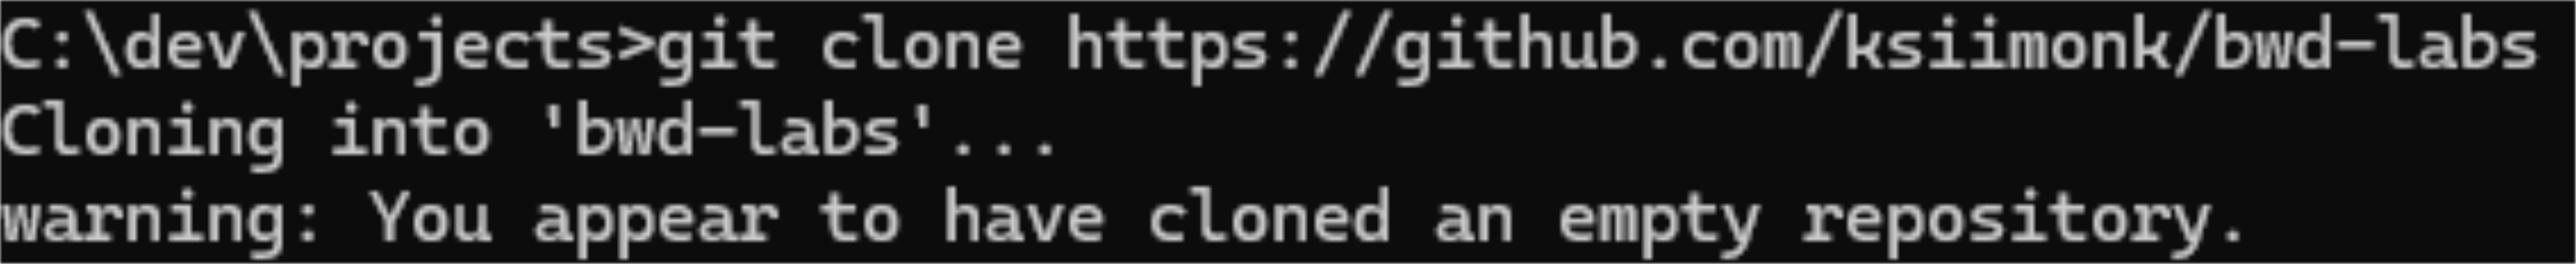 C:\dev\projects>git clone https://github.com/ksiimonk/bwd-labs
Cloning into 'bwd-labs'...
warning: You appear to have cloned an empty repository.